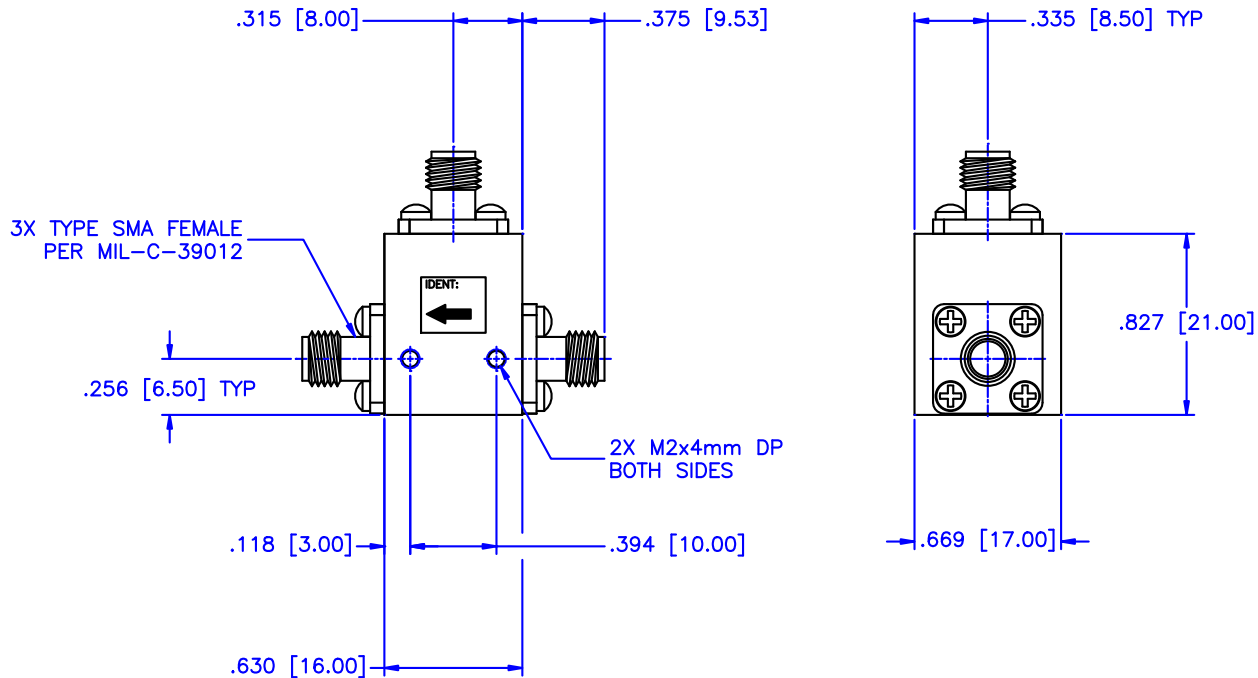 .315 [8.00]
.375 [9.53]
.335 [8.50] TYP
3X TYPE SMA FEMALE
PER MIL-C-39012
IDENT:
.827 [21.00]
.256 [6.50] TYP
2X M2x4mm DP
BOTH SIDES
.118 [3.00]
.394 [10.00]
.669 [17.00]
.630 [16.00]